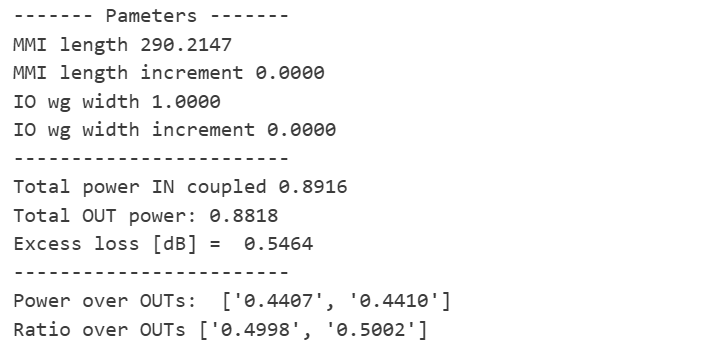 ------- Pameters -------
MMI length 290.2147
MMI length increment 0.0000
IO wg width 1.0000
IO wg width increment 0.0000
------------------------
Total power IN coupled 0.8916
Total OUT power: 0.8818
Excess loss [dB] =  0.5464
------------------------
Power over OUTs:  ['0.4407', '0.4410']
Ratio over OUTs ['0.4998', '0.5002']